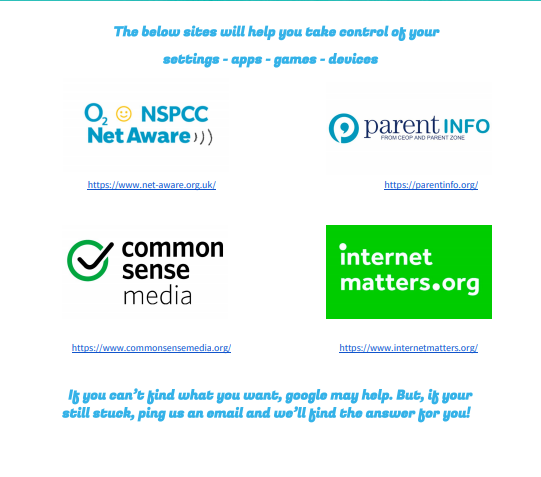 The below sites will help you take control of your
settings - apps - games - devices
O2 NSPCC
Net Aware
parent INFO
FROM CEOP AND PARENT ZONE
https://www.net-aware.org.uk/
https://parentinfo.org/
common
sense
media
internet
matters.org
https://www.commonsensemedia.org/
https://www.internetmatters.org/
If you can't find what you want, google may help. But, if your
still stuck, ping us an email and we'll find the answer for you!